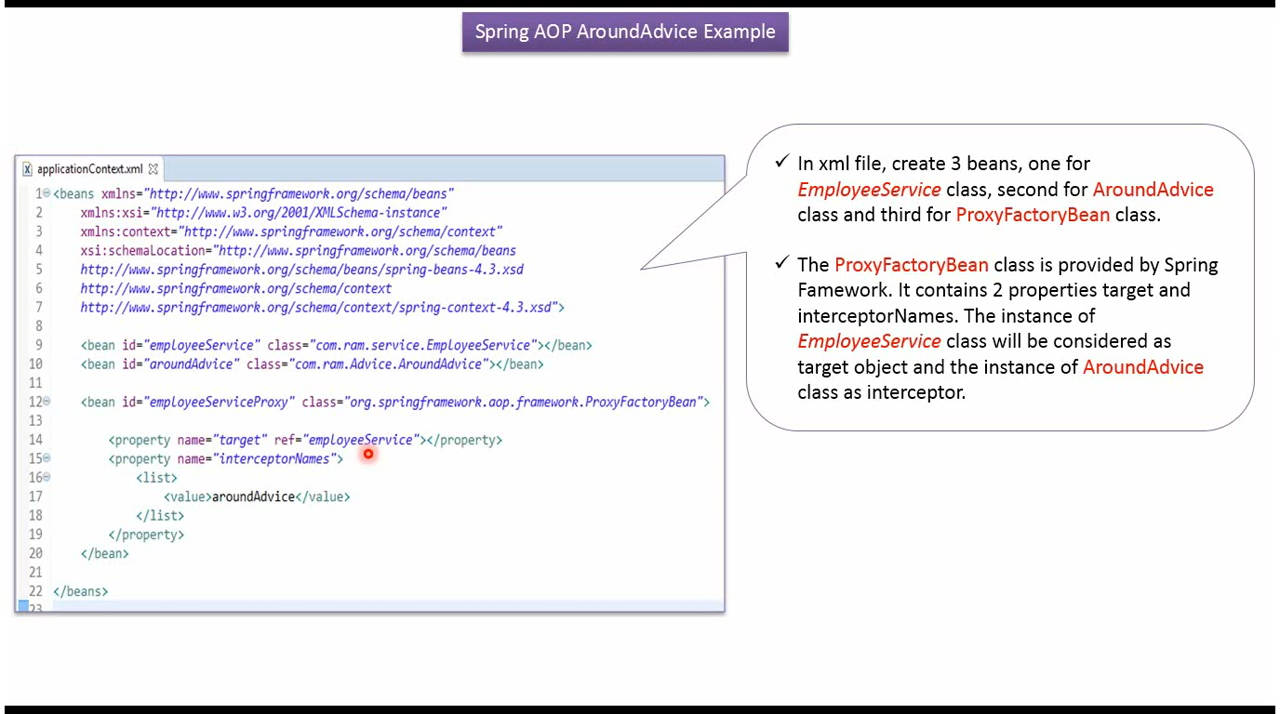 Spring AOP AroundAdvice Example
applicationContext.xml
1 <beans xmlns="http://www.springframework.org/schema/beans"
2 xmlns:xsi="http://www.w3.org/2001/XMLSchema-instance"
3 xmlns:context="http://www.springframework.org/schema/context"
4 xsi:schemaLocation="http://www.springframework.org/schema/beans
5 http://www.springframework.org/schema/beans/spring-beans-4.3.xsd
6 http://www.springframework.org/schema/context
7 http://www.springframework.org/schema/context/spring-context-4.3.xsd">
8
9 <bean id="employeeService" class="com.ram.service.EmployeeService"></bean>
10 <bean id="aroundAdvice" class="com.ram.Advice.AroundAdvice"></bean>
11
12 <bean id="employeeServiceProxy" class="org.springframework.aop.framework.ProxyFactoryBean">
13
14 <property name="target" ref="employeeService"></property>
15 <property name="interceptorNames">
16 <list>
17 <value>aroundAdvice</value>
18 </list>
19 </property>
20 </bean>
21
22 </beans>
23
✓ In xml file, create 3 beans, one for
EmployeeService class, second for AroundAdvice
class and third for ProxyFactoryBean class.
✓ The ProxyFactoryBean class is provided by Spring
Famework. It contains 2 properties target and
interceptorNames. The instance of
EmployeeService class will be considered as
target object and the instance of AroundAdvice
class as interceptor.